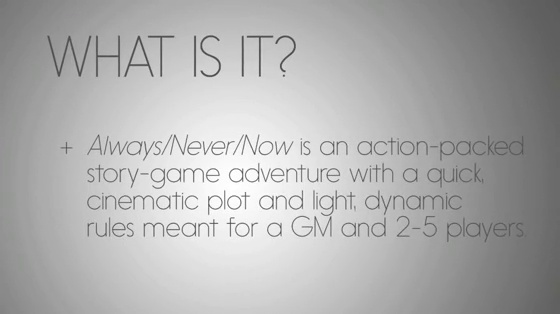 WHAT IS IT?
+ Always/Never/Now is an action-packed
story-game adventure with a quick,
cinematic plot and light, dynamic
rules meant for a GM and 2-5 players.